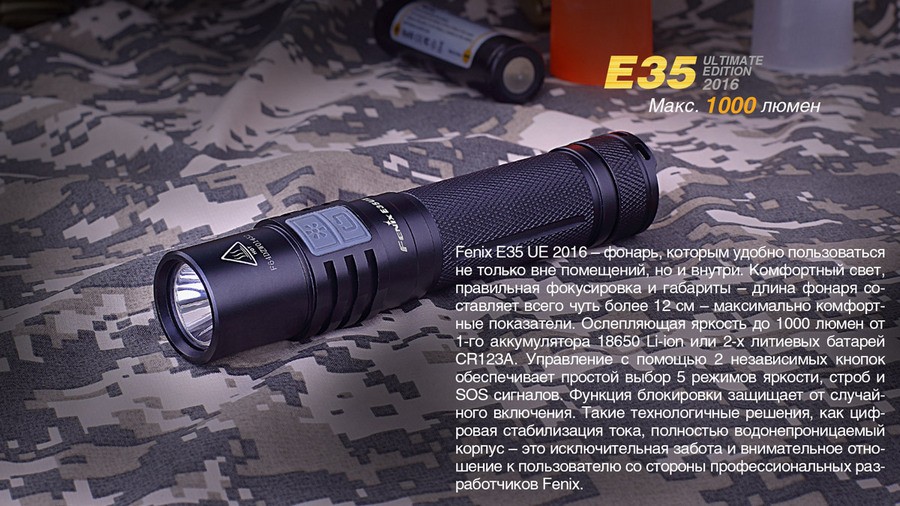 E35 ULTIMATE
EDITION
2016
Макс. 1000 люмен
Fenix E35 UE 2016 – фонарь, которым удобно пользоваться
не только вне помещений, но и внутри. Комфортный свет,
правильная фокусировка и габариты – длина фонаря со-
ставляет всего чуть более 12 см – максимально комфорт-
ные показатели. Ослепляющая яркость до 1000 люмен от
1-го аккумулятора 18650 Li-ion или 2-х литиевых батарей
CR123A. Управление с помощью 2 независимых кнопок
обеспечивает простой выбор 5 режимов яркости, строб и
SOS сигналов. Функция блокировки защищает от случай-
ного включения. Такие технологичные решения, как циф-
ровая стабилизация тока, полностью водонепроницаемый
корпус – это исключительная забота и внимательное отно-
шение к пользователю со стороны профессиональных раз-
работчиков Fenix.
Fenix
HOT